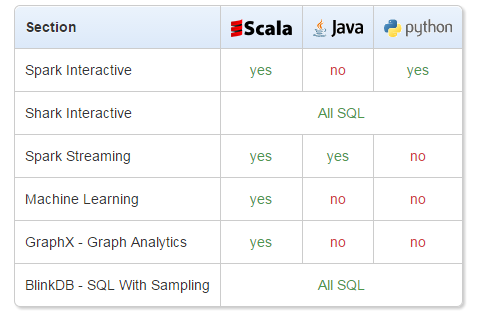 Section Scala Java python
Spark Interactive yes no yes
Shark Interactive All SQL
Spark Streaming yes yes no
Machine Learning yes no no
GraphX - Graph Analytics yes no no
BlinkDB - SQL With Sampling All SQL